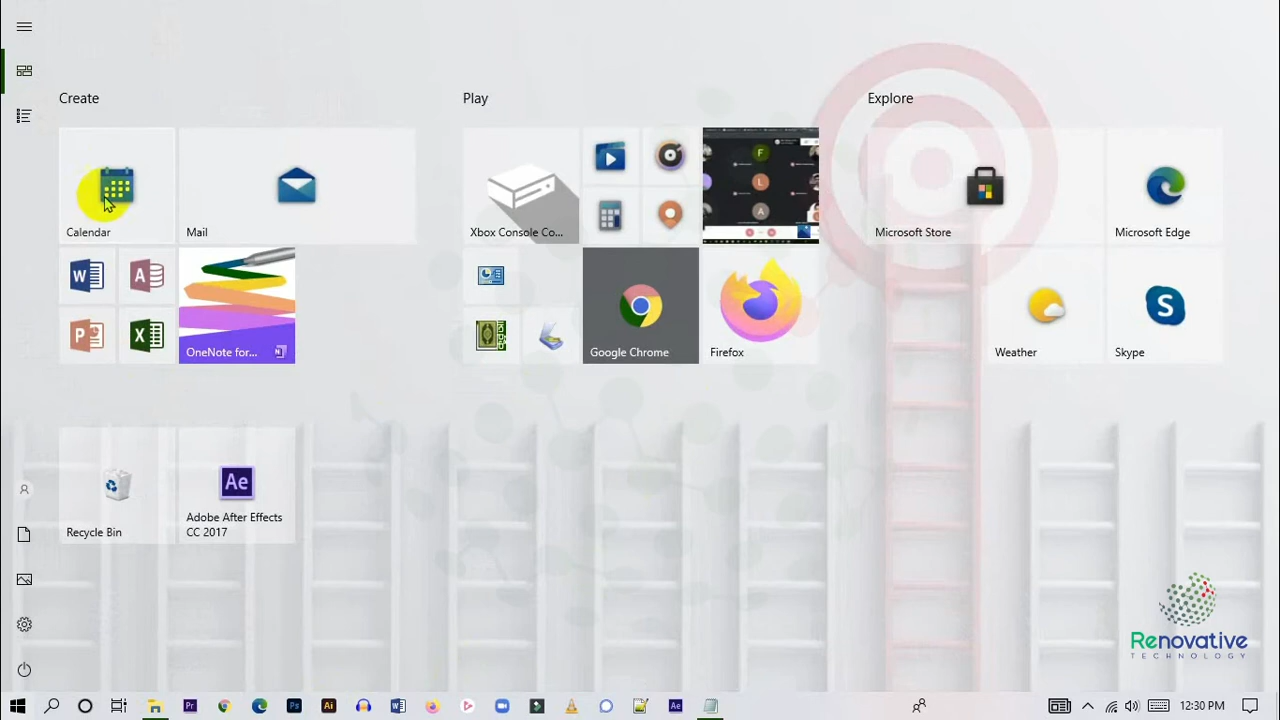 Create
Play
Explore
Calendar
Mail
Xbox Console Co...
Microsoft Store
Microsoft Edge
OneNote for...
Google Chrome
Firefox
Weather
Skype
Recycle Bin
Ae
Adobe After Effects
CC 2017
Renovative
TECHNOLOGY
12:30 PM